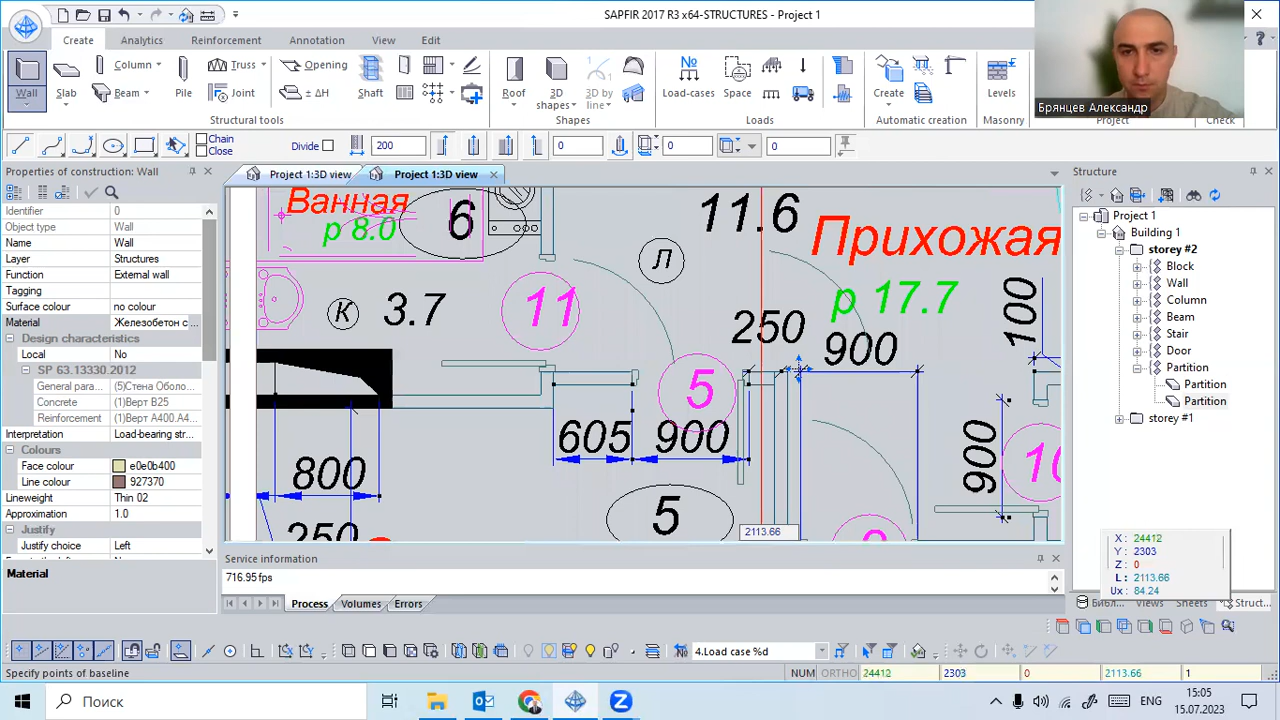 SAPFIR 2017 R3 x64-STRUCTURES - Project 1
Create Analytics Reinforcement Annotation View Edit
Wall Slab Column Beam Pile Truss Joint Opening ± ΔH Shaft Roof 3D shapes 3D by line Load-cases Space Create Levels
Structural tools Shapes Loads Automatic creation Masonry Project Check
Брянцев Александр
Chain
Close
Divide 200 0 0 0
Properties of construction: Wall
Project 1:3D view Project 1:3D view
Structure
Identifier 0
Object type Wall
Name Wall
Layer Structures
Function External wall
Tagging
Surface colour no colour
Material Железобетон с ...
Design characteristics
Local No
SP 63.13330.2012
General para... (5)Стена Оболо...
Concrete (1)Верт B25
Reinforcement (1)Верт A400.A4...
Interpretation Load-bearing str...
Colours
Face colour e0e0b400
Line colour 927370
Lineweight Thin 02
Approximation 1.0
Justify
Justify choice Left
Material
Ванная
р 8.0
6
11.6
Прихожая
р 17.7
Л
К
3.7
11
250
900
100
5
605
900
900
10
800
5
250
2113.66
9
Project 1
Building 1
storey #2
Block
Wall
Column
Beam
Stair
Door
Partition
Partition
Partition
storey #1
X: 24412
Y: 2303
Z: 0
L: 2113.66
Ux: 84.24
Service information
716.95 fps
Process Volumes Errors
Библ... Views Sheets Struct...
4.Load case %d
Specify points of baseline
NUM ORTHO 24412 2303 0 2113.66 1
Поиск
ENG
15:05
15.07.2023